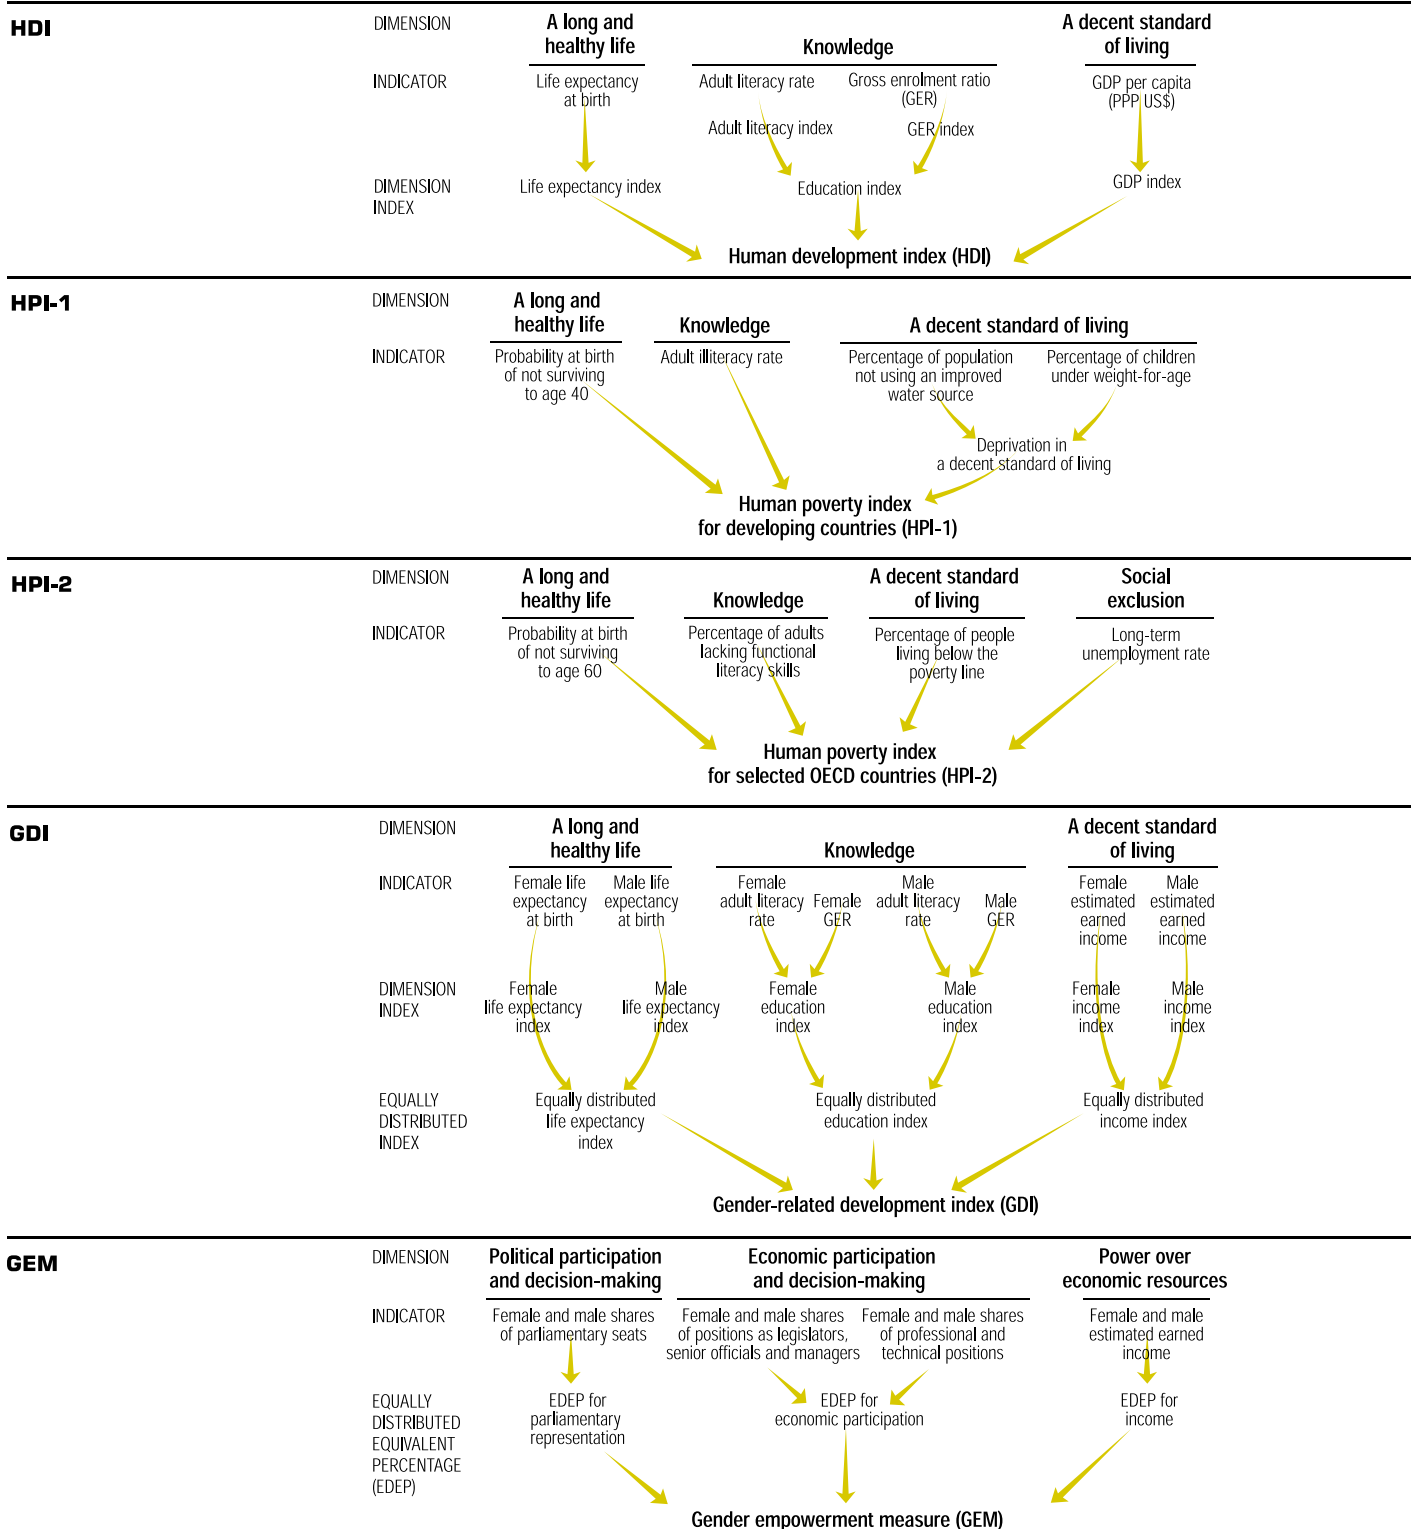 HDI
DIMENSION
A long and
healthy life
Knowledge
A decent standard
of living
INDICATOR
Life expectancy
at birth
Adult literacy rate
Gross enrolment ratio
(GER)
GDP per capita
(PPP US$)
Adult literacy index
GER index
DIMENSION
INDEX
Life expectancy index
Education index
GDP index
Human development index (HDI)
HPI-1
DIMENSION
A long and
healthy life
Knowledge
A decent standard of living
INDICATOR
Probability at birth
of not surviving
to age 40
Adult illiteracy rate
Percentage of population
not using an improved
water source
Percentage of children
under weight-for-age
Deprivation in
a decent standard of living
Human poverty index
for developing countries (HPI-1)
HPI-2
DIMENSION
A long and
healthy life
Knowledge
A decent standard
of living
Social
exclusion
INDICATOR
Probability at birth
of not surviving
to age 60
Percentage of adults
lacking functional
literacy skills
Percentage of people
living below the
poverty line
Long-term
unemployment rate
Human poverty index
for selected OECD countries (HPI-2)
GDI
DIMENSION
A long and
healthy life
Knowledge
A decent standard
of living
INDICATOR
Female life
expectancy
at birth
Male life
expectancy
at birth
Female
adult literacy
rate
Female
GER
Male
adult literacy
rate
Male
GER
Female
estimated
earned
income
Male
estimated
earned
income
DIMENSION
INDEX
Female
life expectancy
index
Male
life expectancy
index
Female
education
index
Male
education
index
Female
income
index
Male
income
index
EQUALLY
DISTRIBUTED
INDEX
Equally distributed
life expectancy
index
Equally distributed
education index
Equally distributed
income index
Gender-related development index (GDI)
GEM
DIMENSION
Political participation
and decision-making
Economic participation
and decision-making
Power over
economic resources
INDICATOR
Female and male shares
of parliamentary seats
Female and male shares
of positions as legislators,
senior officials and managers
Female and male shares
of professional and
technical positions
Female and male
estimated earned
income
EQUALLY
DISTRIBUTED
EQUIVALENT
PERCENTAGE
(EDEP)
EDEP for
parliamentary
representation
EDEP for
economic participation
EDEP for
income
Gender empowerment measure (GEM)